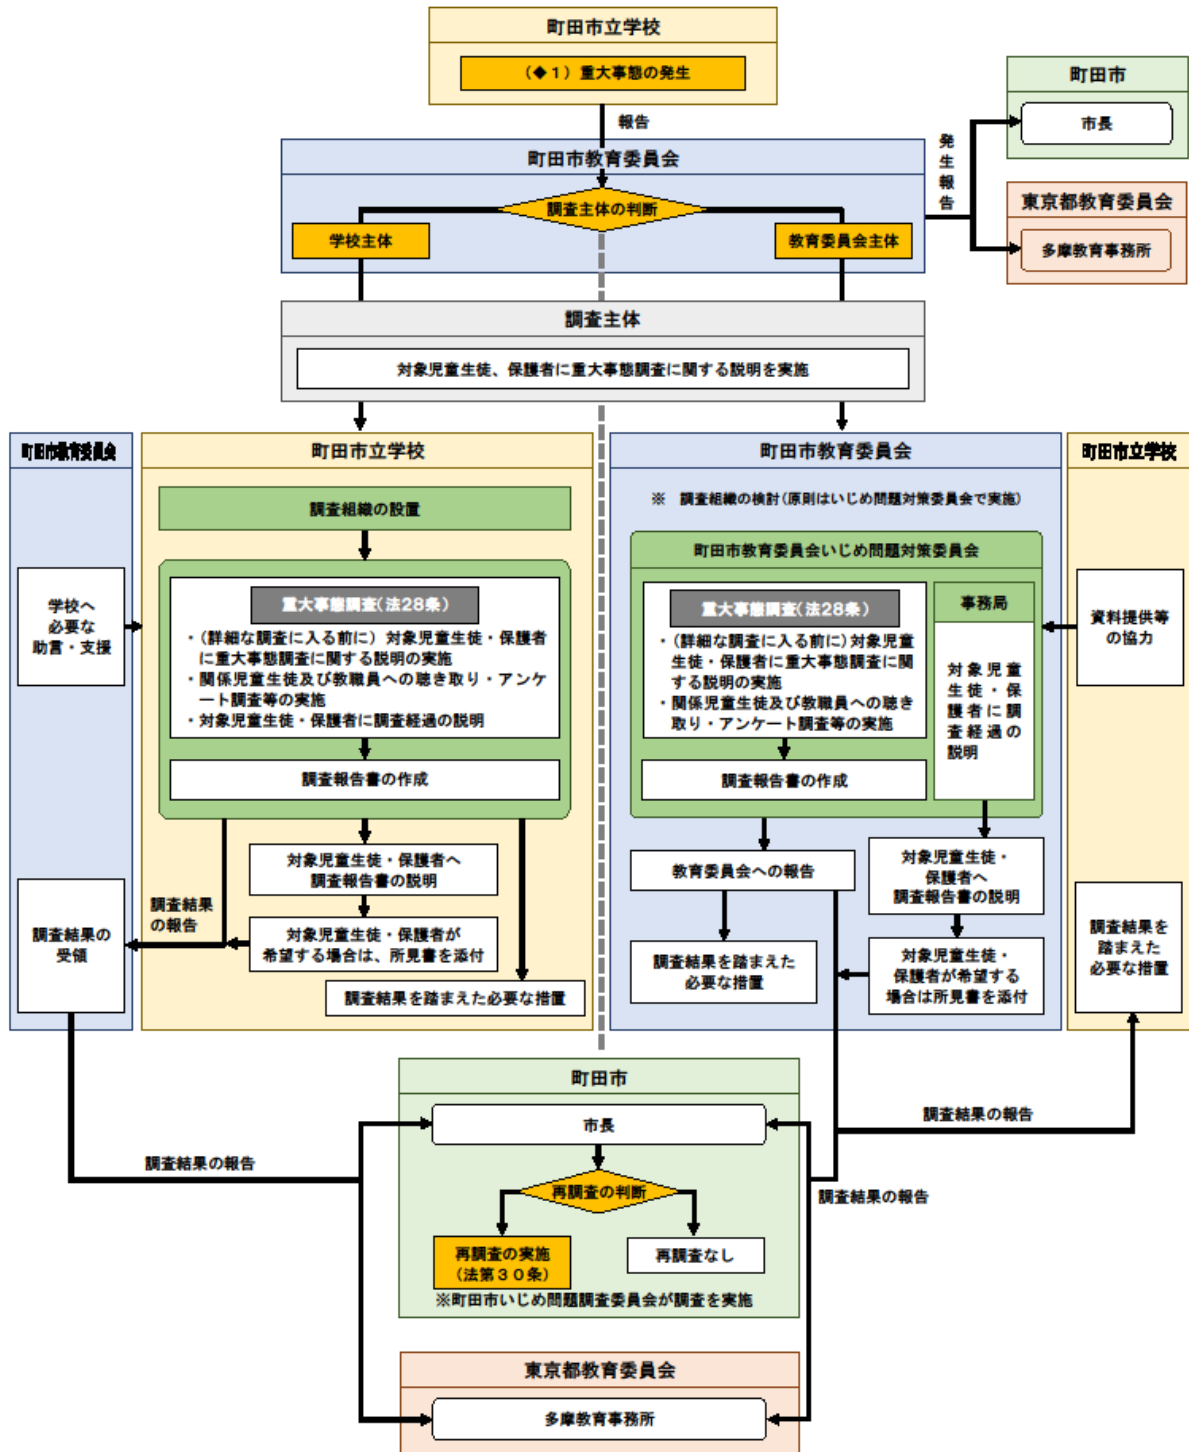 町田市立学校
（◆１）重大事態の発生
報告
町田市
市長
発生報告
東京都教育委員会
多摩教育事務所
町田市教育委員会
調査主体の判断
学校主体
教育委員会主体
調査主体
対象児童生徒、保護者に重大事態調査に関する説明を実施
町田市教育委員会
学校へ
必要な
助言・支援
調査結果の
受領
町田市立学校
調査組織の設置
重大事態調査（法28条）
・（詳細な調査に入る前に）対象児童生徒・保護者
に重大事態調査に関する説明の実施
・関係児童生徒及び教職員への聴き取り・アンケ
ート調査等の実施
・対象児童生徒・保護者に調査経過の説明
調査報告書の作成
対象児童生徒・保護者へ
調査報告書の説明
調査結果
の報告
対象児童生徒・保護者が
希望する場合は、所見書を添付
調査結果を踏まえた必要な措置
町田市教育委員会
※　調査組織の検討（原則はいじめ問題対策委員会で実施）
町田市教育委員会いじめ問題対策委員会
重大事態調査（法28条）
・（詳細な調査に入る前に）対象児童
生徒・保護者に重大事態調査に関
する説明の実施
・関係児童生徒及び教職員への聴き
取り・アンケート調査等の実施
調査報告書の作成
事務局
対象児童
生徒・保
護者に調
査経過の
説明
教育委員会への報告
対象児童生徒・
保護者へ
調査報告書の説明
調査結果を踏まえた
必要な措置
対象児童生徒・
保護者が希望する
場合は所見書を添付
町田市立学校
資料提供等
の協力
調査結果を
踏まえた
必要な措置
町田市
市長
再調査の判断
再調査の実施
（法第３０条）
再調査なし
※町田市いじめ問題調査委員会が調査を実施
調査結果の報告
調査結果の報告
調査結果の報告
東京都教育委員会
多摩教育事務所